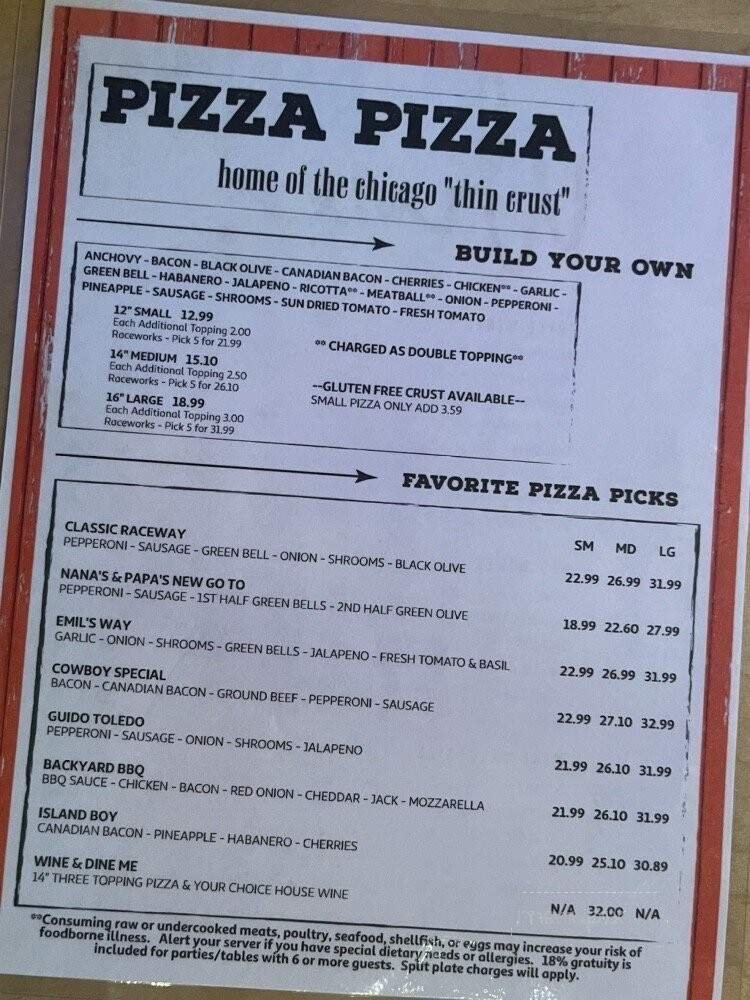 PIZZA PIZZA
home of the chicago "thin crust"
BUILD YOUR OWN
ANCHOVY - BACON - BLACK OLIVE - CANADIAN BACON - CHERRIES - CHICKEN** - GARLIC -
GREEN BELL - HABANERO - JALAPENO - RICOTTA** - MEATBALL** - ONION - PEPPERONI -
PINEAPPLE - SAUSAGE - SHROOMS - SUN DRIED TOMATO - FRESH TOMATO
12" SMALL 12.99
Each Additional Topping 2.00
Raceworks - Pick 5 for 21.99
14" MEDIUM 15.10
Each Additional Topping 2.50
Raceworks - Pick 5 for 26.10
16" LARGE 18.99
Each Additional Topping 3.00
Raceworks - Pick 5 for 31.99
** CHARGED AS DOUBLE TOPPING**
--GLUTEN FREE CRUST AVAILABLE--
SMALL PIZZA ONLY ADD 3.59
FAVORITE PIZZA PICKS
SM MD LG
CLASSIC RACEWAY
PEPPERONI - SAUSAGE - GREEN BELL - ONION - SHROOMS - BLACK OLIVE
22.99 26.99 31.99
NANA'S & PAPA'S NEW GO TO
PEPPERONI - SAUSAGE - 1ST HALF GREEN BELLS - 2ND HALF GREEN OLIVE
18.99 22.60 27.99
EMIL'S WAY
GARLIC - ONION - SHROOMS - GREEN BELLS - JALAPENO - FRESH TOMATO & BASIL
22.99 26.99 31.99
COWBOY SPECIAL
BACON - CANADIAN BACON - GROUND BEEF - PEPPERONI - SAUSAGE
22.99 27.10 32.99
GUIDO TOLEDO
PEPPERONI - SAUSAGE - ONION - SHROOMS - JALAPENO
21.99 26.10 31.99
BACKYARD BBQ
BBQ SAUCE - CHICKEN - BACON - RED ONION - CHEDDAR - JACK - MOZZARELLA
21.99 26.10 31.99
ISLAND BOY
CANADIAN BACON - PINEAPPLE - HABANERO - CHERRIES
20.99 25.10 30.89
WINE & DINE ME
14" THREE TOPPING PIZZA & YOUR CHOICE HOUSE WINE
N/A 32.00 N/A
**Consuming raw or undercooked meats, poultry, seafood, shellfish, or eggs may increase your risk of
foodborne illness. Alert your server if you have special dietary needs or allergies. 18% gratuity is
included for parties/tables with 6 or more guests. Split plate charges will apply.